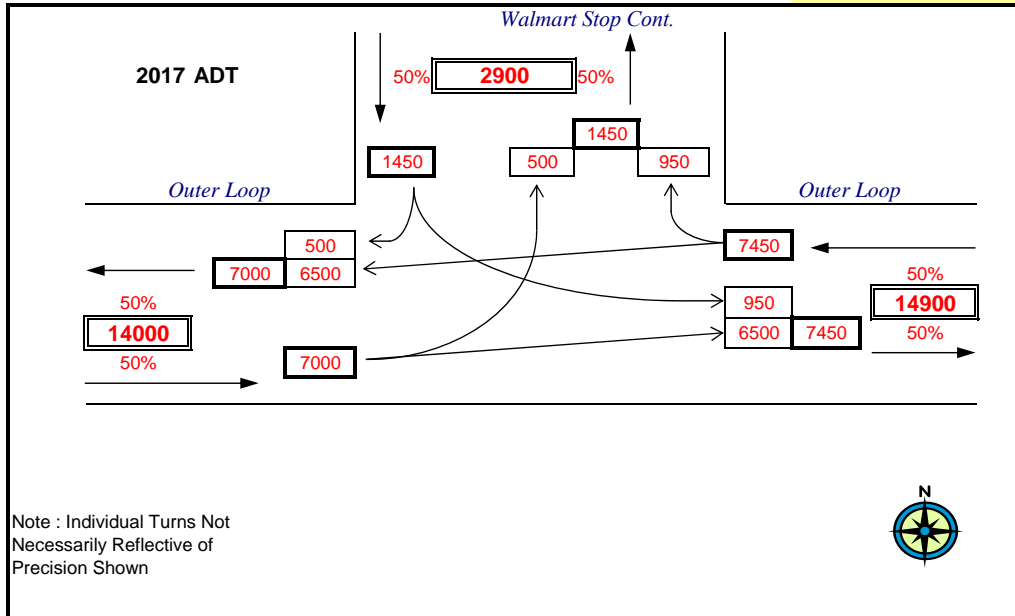 Walmart Stop Cont.
2017 ADT
50% 2900 50%
1450
1450
500 950
Outer Loop Outer Loop
500 7450
7000 6500
50% 50%
950 14900
14000
6500 7450 50%
50% 7000
N
Note : Individual Turns Not
Necessarily Reflective of
Precision Shown